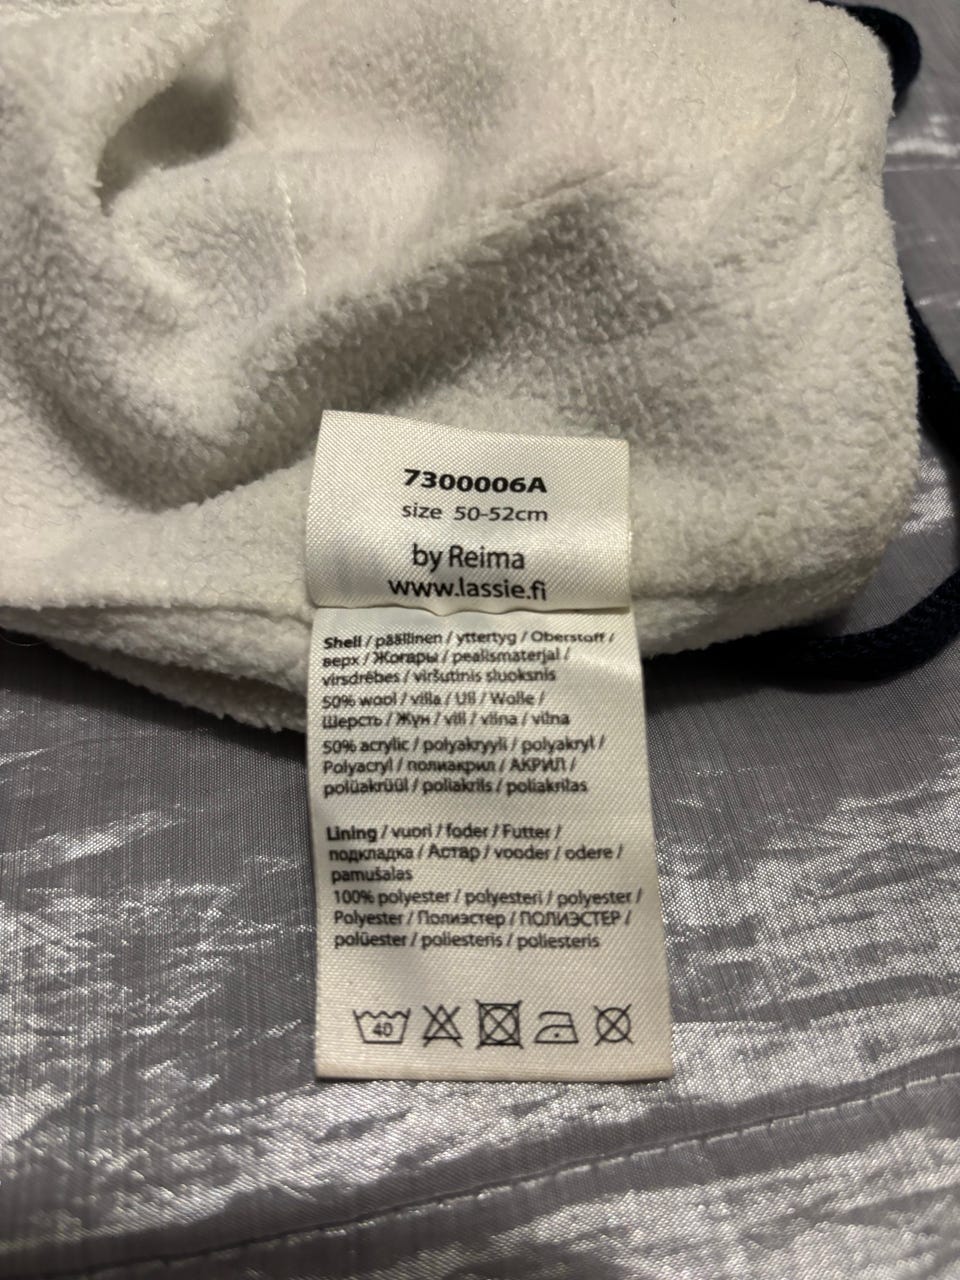 7300006A
size 50-52cm
by Reima
www.lassie.fi
Shell / päällinen / yttertyg / Oberstoff /
верх / Жоғары / pealismaterjal /
virsdrēbes / viršutinis sluoksnis
50% wool / villa / Ull / Wolle /
Шерсть / Жүн / vill / vilna / vilna
50% acrylic / polyakryyli / polyakryl /
Polyacryl / полиакрил / АКРИЛ /
polüakrüül / poliakrils / poliakrilas
Lining / vuori / foder / Futter /
подкладка / Астар / vooder / odere /
pamušalas
100% polyester / polyesteri / polyester /
Polyester / Полиэстер / ПОЛИЭСТЕР /
polüester / poliesteris / poliesteris
40